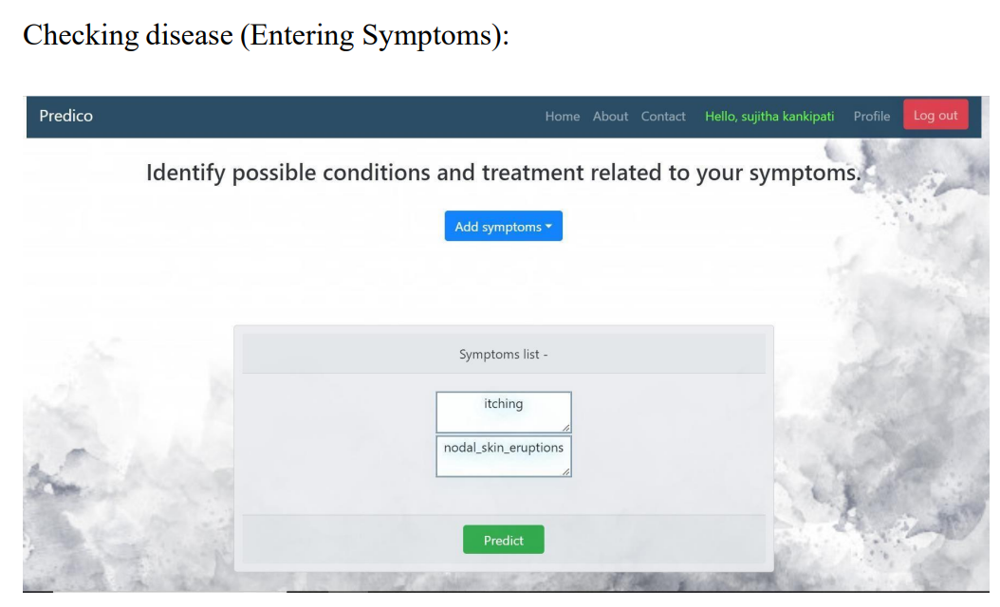 Checking disease (Entering Symptoms):
Predico Home About Contact Hello, sujitha kankipati Profile Log out
Identify possible conditions and treatment related to your symptoms.
Add symptoms
Symptoms list -
itching
nodal_skin_eruptions
Predict